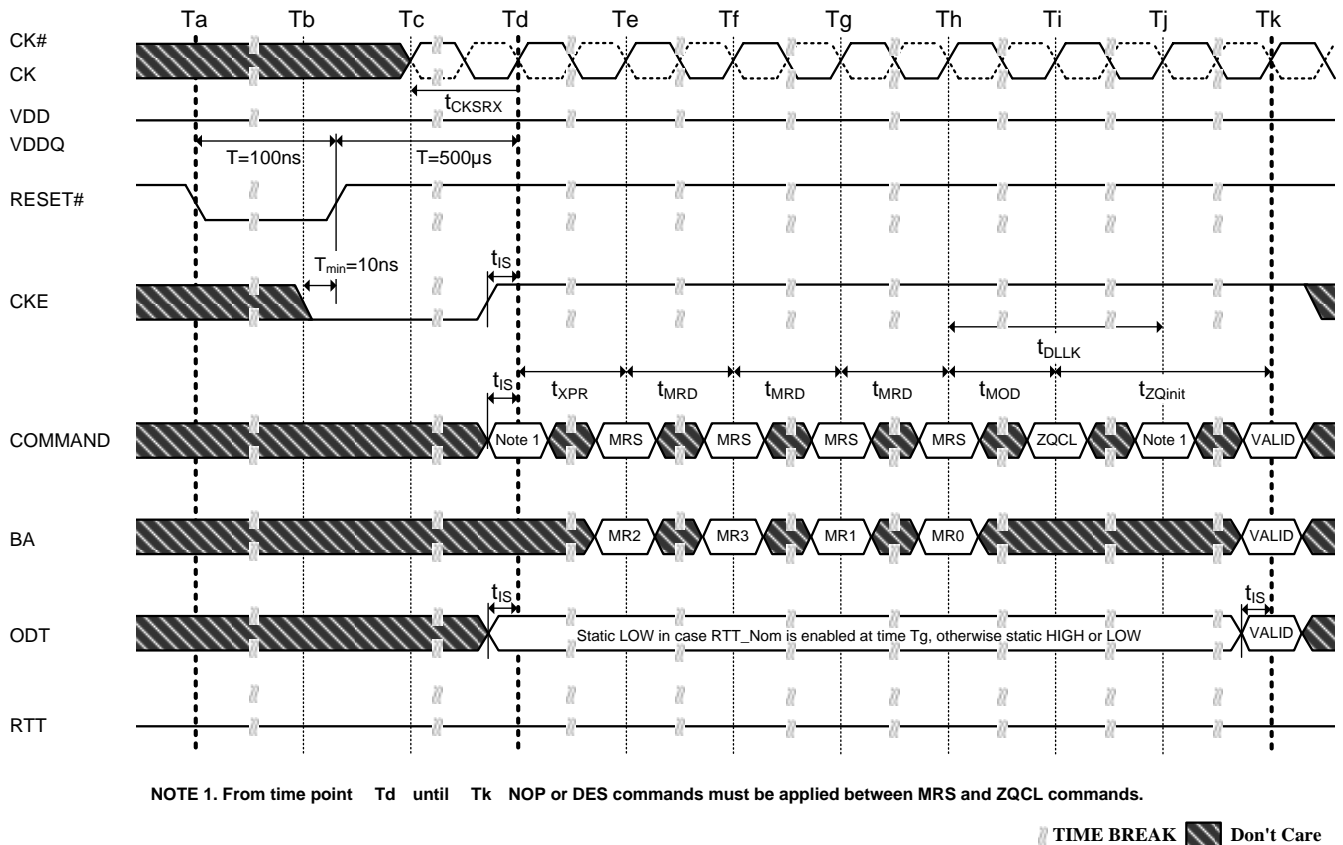 Ta Tb Tc Td Te Tf Tg Th Ti Tj Tk
CK#
CK
tCKSRX
VDD
VDDQ
T=100ns T=500µs
RESET#
Tmin=10ns tIS
CKE
tDLLK
tIS tXPR tMRD tMRD tMRD tMOD tZQinit
COMMAND Note 1 MRS MRS MRS MRS ZQCL Note 1 VALID
BA MR2 MR3 MR1 MR0 VALID
tIS tIS
ODT Static LOW in case RTT_Nom is enabled at time Tg, otherwise static HIGH or LOW VALID
RTT
NOTE 1. From time point Td until Tk NOP or DES commands must be applied between MRS and ZQCL commands.
TIME BREAK Don't Care